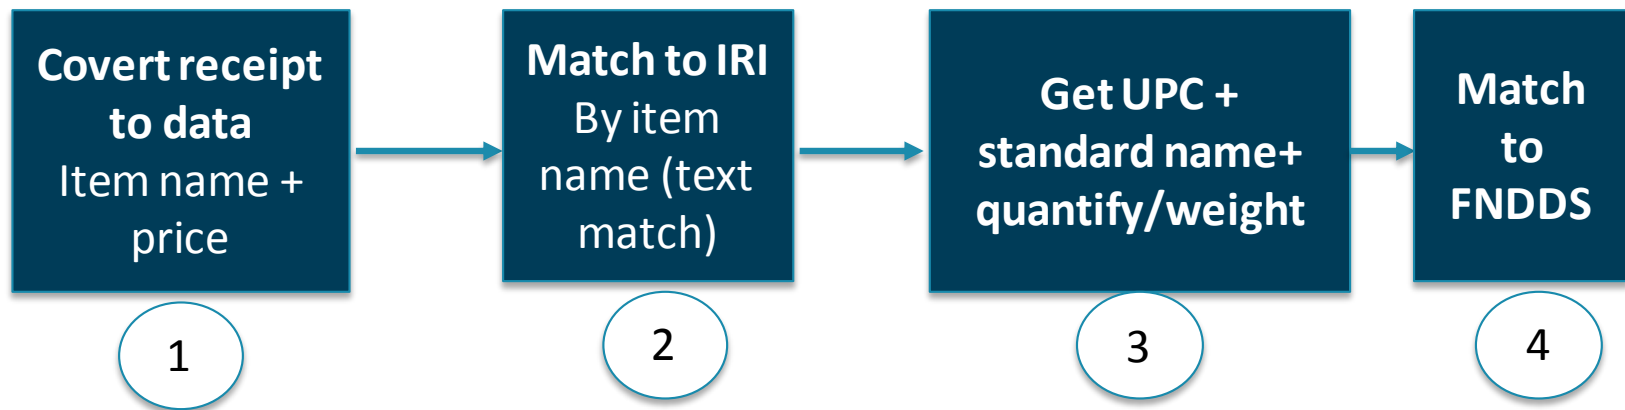 Covert receipt
to data
Item name +
price
Match to IRI
By item
name (text
match)
Get UPC +
standard name+
quantify/weight
Match
to
FNDDS
1
2
3
4